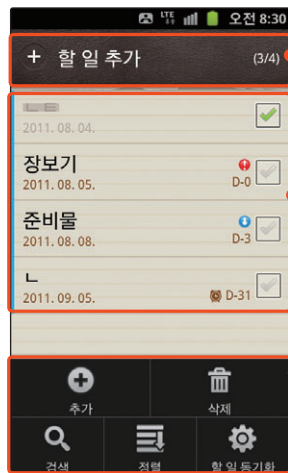 LTE 오전 8:30
+ 할 일 추가 (3/4)
2011. 08. 04.
장보기
2011. 08. 05. D-0
준비물
2011. 08. 08. D-3
ㄴ
2011. 09. 05. D-31
추가 삭제
검색 정렬 할 일 동기화